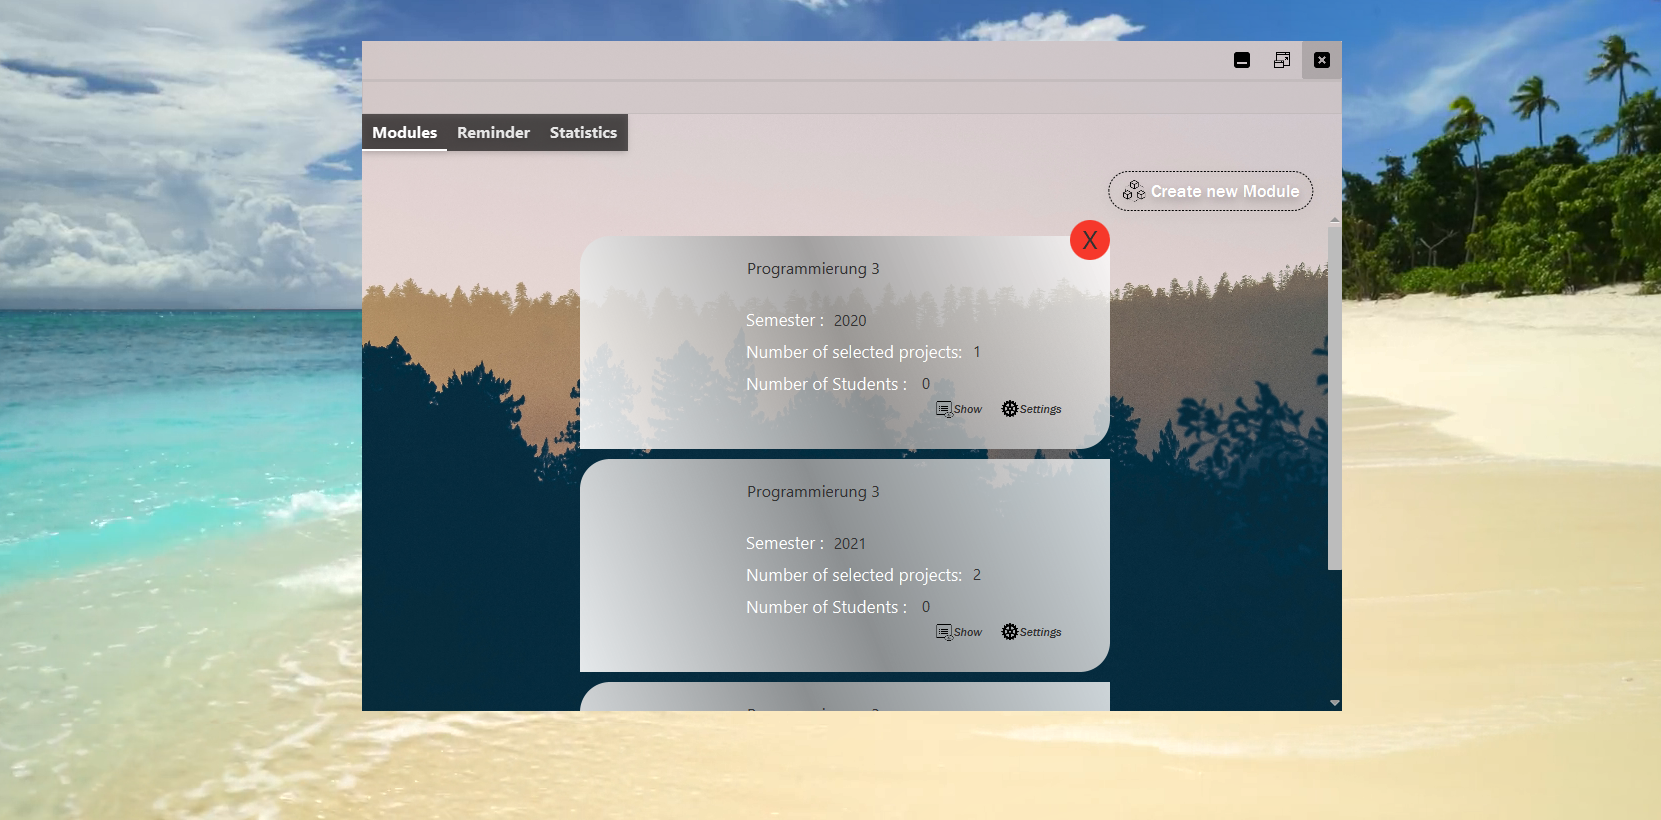 Modules Reminder Statistics
Create new Module
X
Programmierung 3
Semester : 2020
Number of selected projects: 1
Number of Students : 0
Show Settings
Programmierung 3
Semester : 2021
Number of selected projects: 2
Number of Students : 0
Show Settings